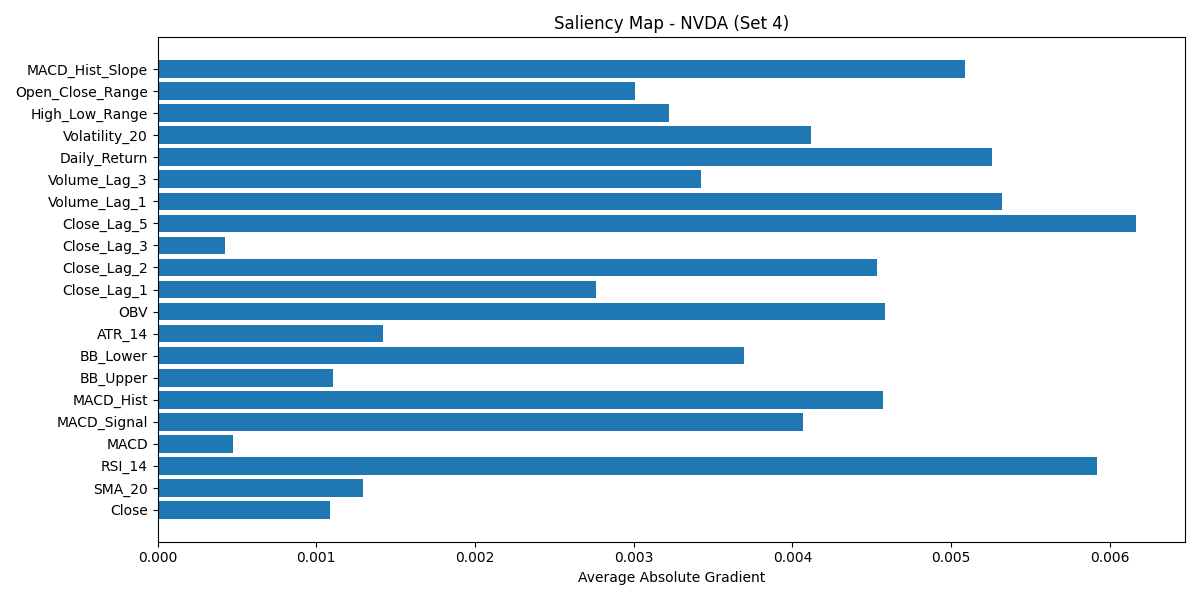 Saliency Map - NVDA (Set 4)
MACD_Hist_Slope
Open_Close_Range
High_Low_Range
Volatility_20
Daily_Return
Volume_Lag_3
Volume_Lag_1
Close_Lag_5
Close_Lag_3
Close_Lag_2
Close_Lag_1
OBV
ATR_14
BB_Lower
BB_Upper
MACD_Hist
MACD_Signal
MACD
RSI_14
SMA_20
Close
0.000 0.001 0.002 0.003 0.004 0.005 0.006
Average Absolute Gradient